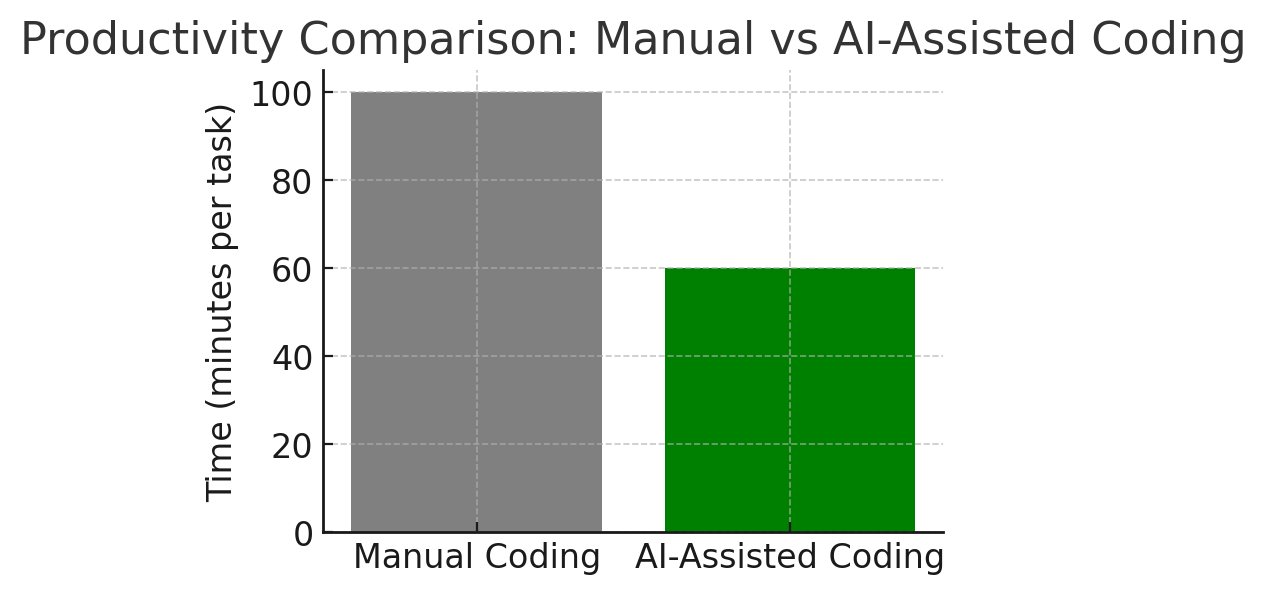 Productivity Comparison: Manual vs AI-Assisted Coding
Time (minutes per task)
100
80
60
40
20
0
Manual Coding
AI-Assisted Coding